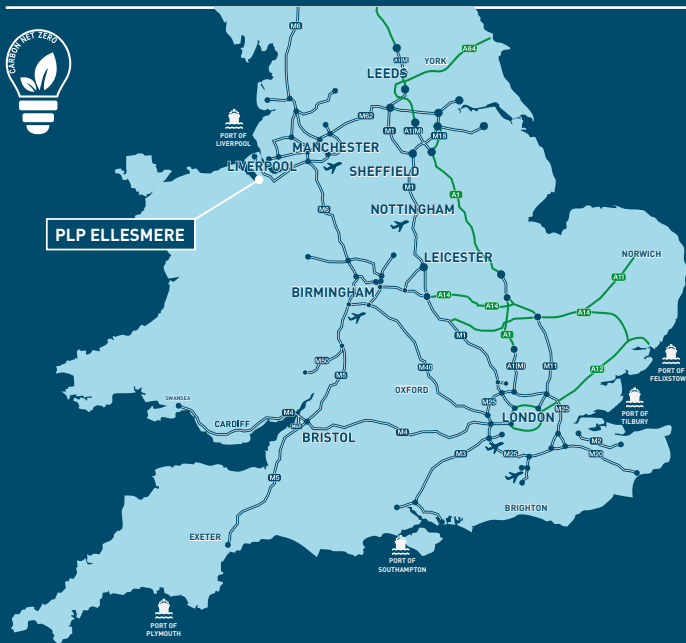 CARBON NET ZERO
M6
A64
YORK
A1(M)
LEEDS
M62
PORT OF
LIVERPOOL
M1
A1(M)
M18
MANCHESTER
LIVERPOOL
SHEFFIELD
M1
A1
M6
NOTTINGHAM
PLP ELLESMERE
LEICESTER
NORWICH
A11
BIRMINGHAM
A14
A14
A14
M1
A1
M50
M5
M40
A1(M)
M11
A12
PORT OF
FELIXSTOW
OXFORD
SWANSEA
M25
M25
PORT OF
TILBURY
M4
CARDIFF
LONDON
BRISTOL
M4
M2
M3
M25
M20
M5
BRIGHTON
EXETER
PORT OF
SOUTHAMPTON
PORT OF
PLYMOUTH